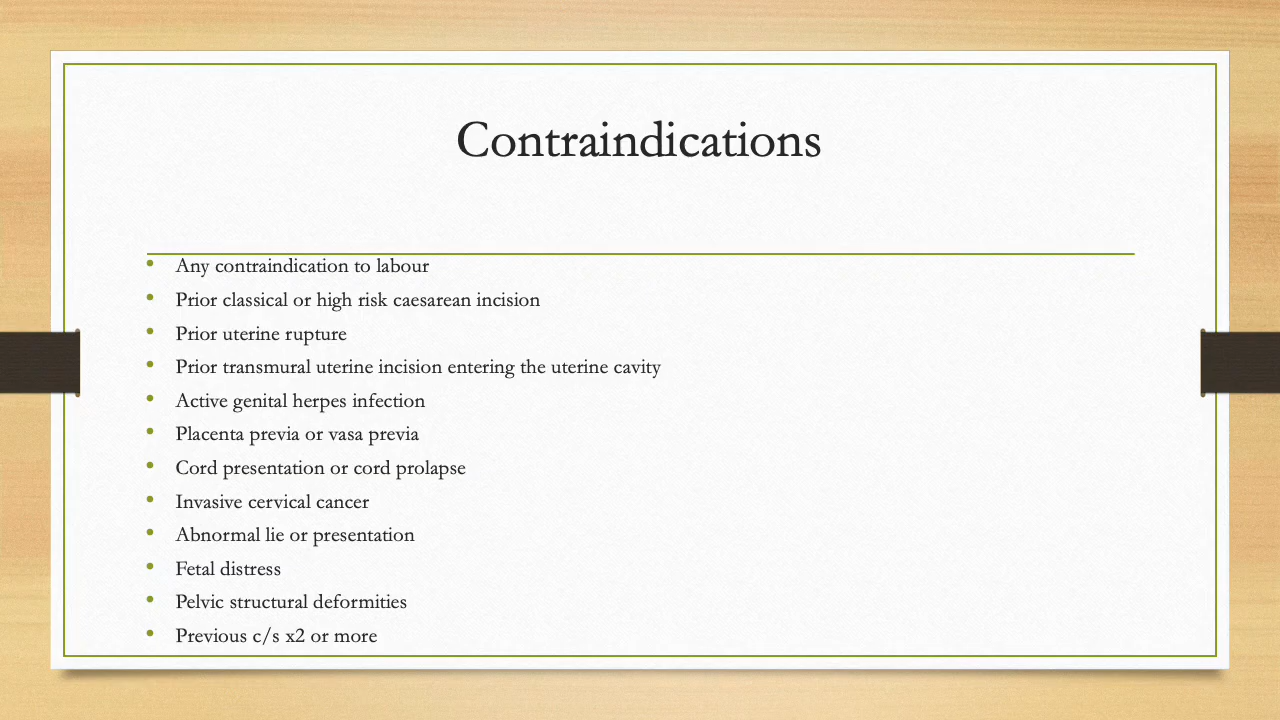 Contraindications
• Any contraindication to labour
• Prior classical or high risk caesarean incision
• Prior uterine rupture
• Prior transmural uterine incision entering the uterine cavity
• Active genital herpes infection
• Placenta previa or vasa previa
• Cord presentation or cord prolapse
• Invasive cervical cancer
• Abnormal lie or presentation
• Fetal distress
• Pelvic structural deformities
• Previous c/s x2 or more